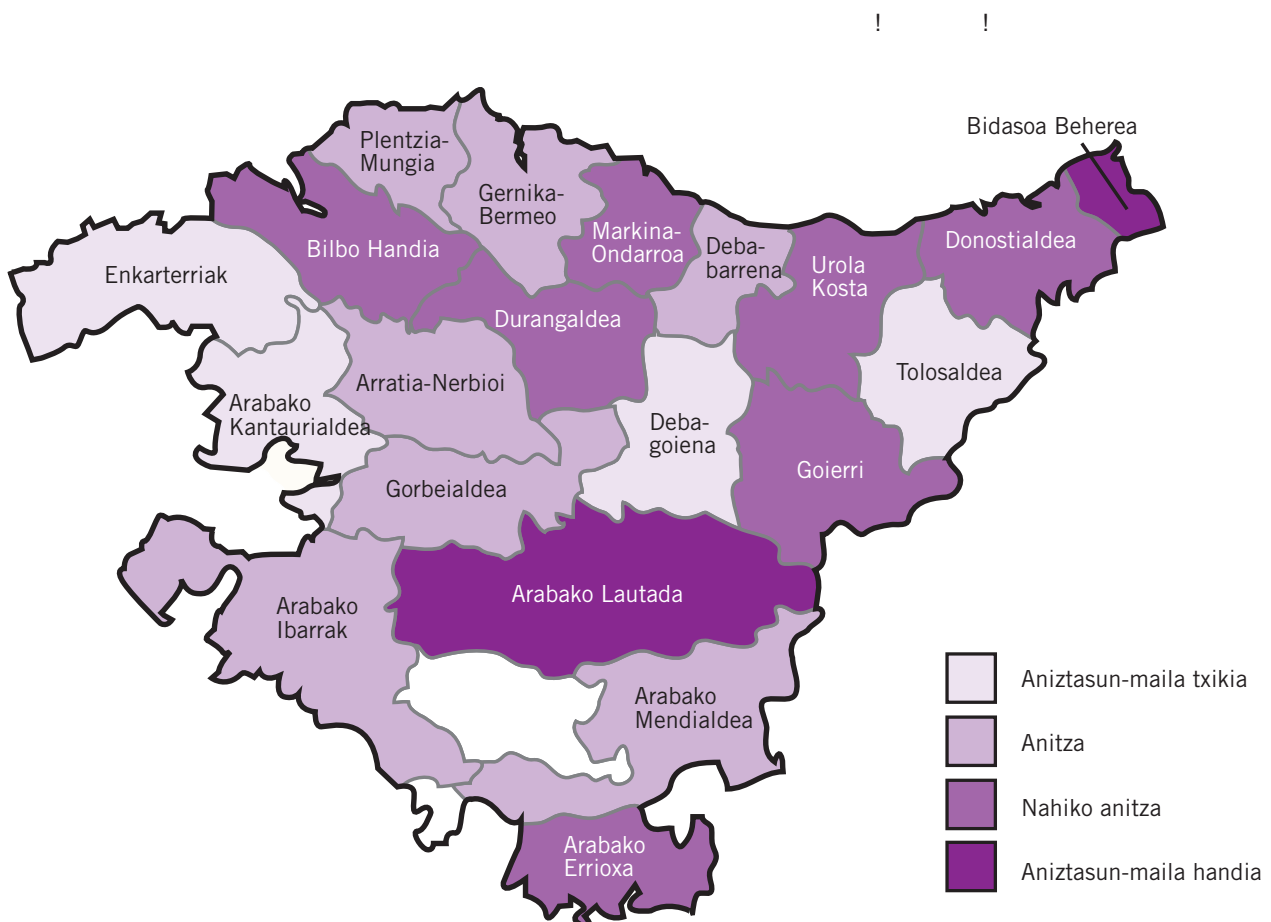 ! !
Bidasoa Beherea
Plentzia-
Mungia
Gernika-
Bermeo
Markina-
Ondarroa
Deba-
barrena
Urola
Kosta
Donostialdea
Bilbo Handia
Enkarterriak
Durangaldea
Tolosaldea
Arratia-Nerbioi
Arabako
Kantaurialdea
Deba-
goiena
Goierri
Gorbeialdea
Arabako Lautada
Arabako
Ibarrak
Arabako
Mendialdea
Arabako
Errioxa
Aniztasun-maila txikia
Anitza
Nahiko anitza
Aniztasun-maila handia